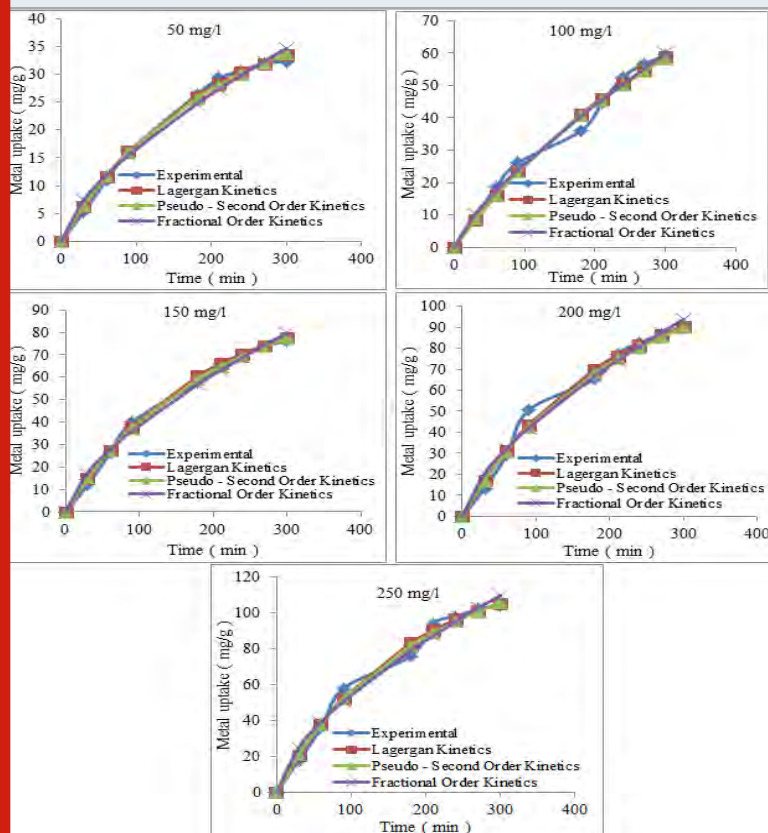 50 mg/l
Metal uptake ( mg/g )
40
35
30
25
20
15
10
5
0
Experimental
Lagergan Kinetics
Pseudo - Second Order Kinetics
Fractional Order Kinetics
0 100 200 300 400
Time ( min )
100 mg/l
Metal uptake ( mg/g )
70
60
50
40
30
20
10
0
Experimental
Lagergan Kinetics
Pseudo - Second Order Kinetics
Fractional Order Kinetics
0 100 200 300 400
Time ( min )
150 mg/l
Metal uptake ( mg/g )
90
80
70
60
50
40
30
20
10
0
Experimental
Lagergan Kinetics
Pseudo - Second Order Kinetics
Fractional Order Kinetics
0 100 200 300 400
Time ( min )
200 mg/l
Metal uptake ( mg/g )
100
90
80
70
60
50
40
30
20
10
0
Experimental
Lagergan Kinetics
Pseudo - Second Order Kinetics
Fractional Order Kinetics
0 100 200 300 400
Time ( min )
250 mg/l
Metal uptake ( mg/g )
120
100
80
60
40
20
0
Experimental
Lagergan Kinetics
Pseudo - Second Order Kinetics
Fractional Order Kinetics
0 100 200 300 400
Time ( min )